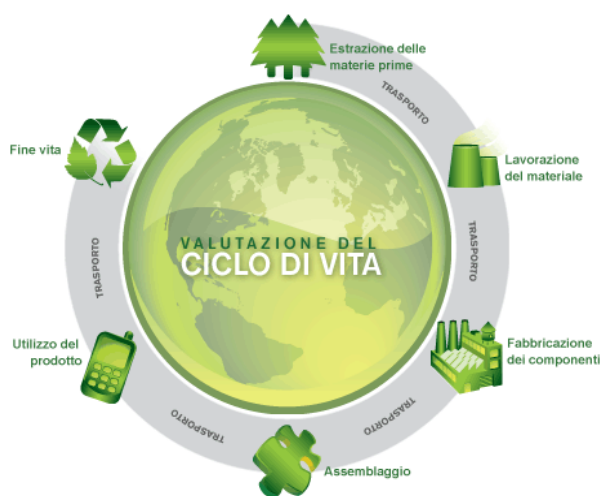 Estrazione delle
materie prime
TRASPORTO
Lavorazione
del materiale
TRASPORTO
Fabbricazione
dei componenti
TRASPORTO
Assemblaggio
TRASPORTO
Utilizzo del
prodotto
TRASPORTO
Fine vita
VALUTAZIONE DEL
CICLO DI VITA